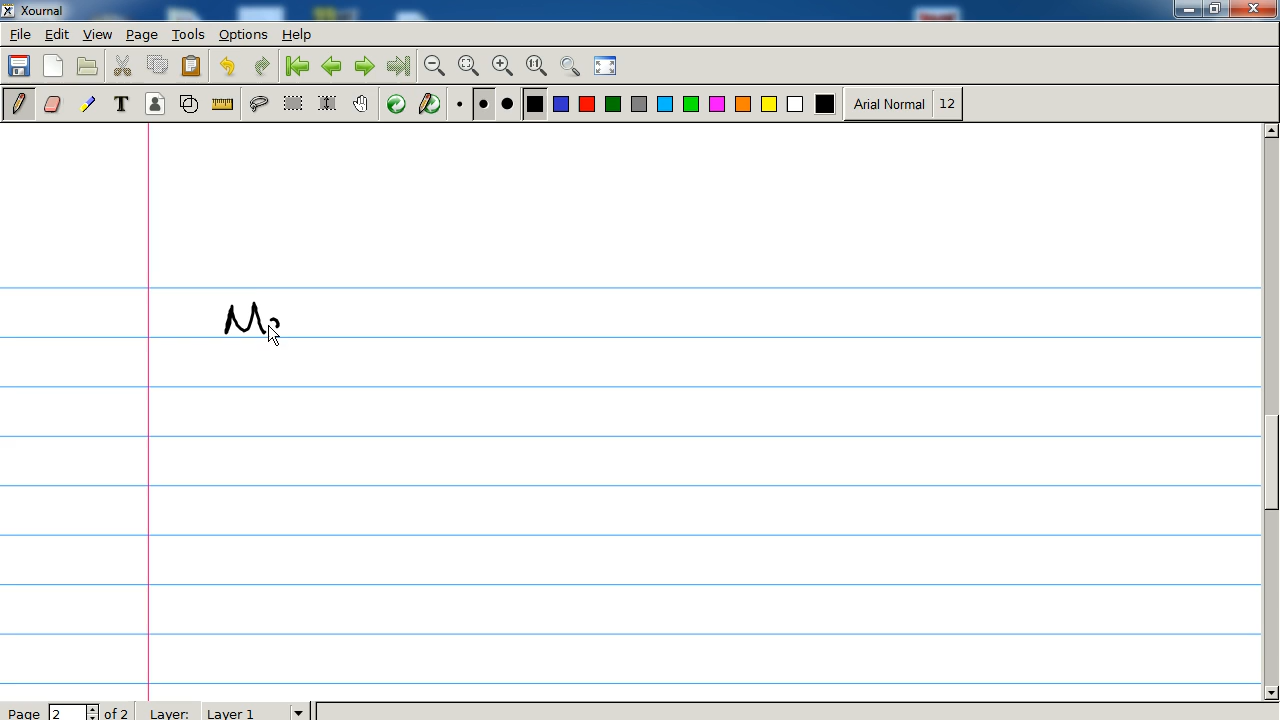 Xournal
File Edit View Page Tools Options Help
T Arial Normal 12
M
Page 2 of 2 Layer: Layer 1